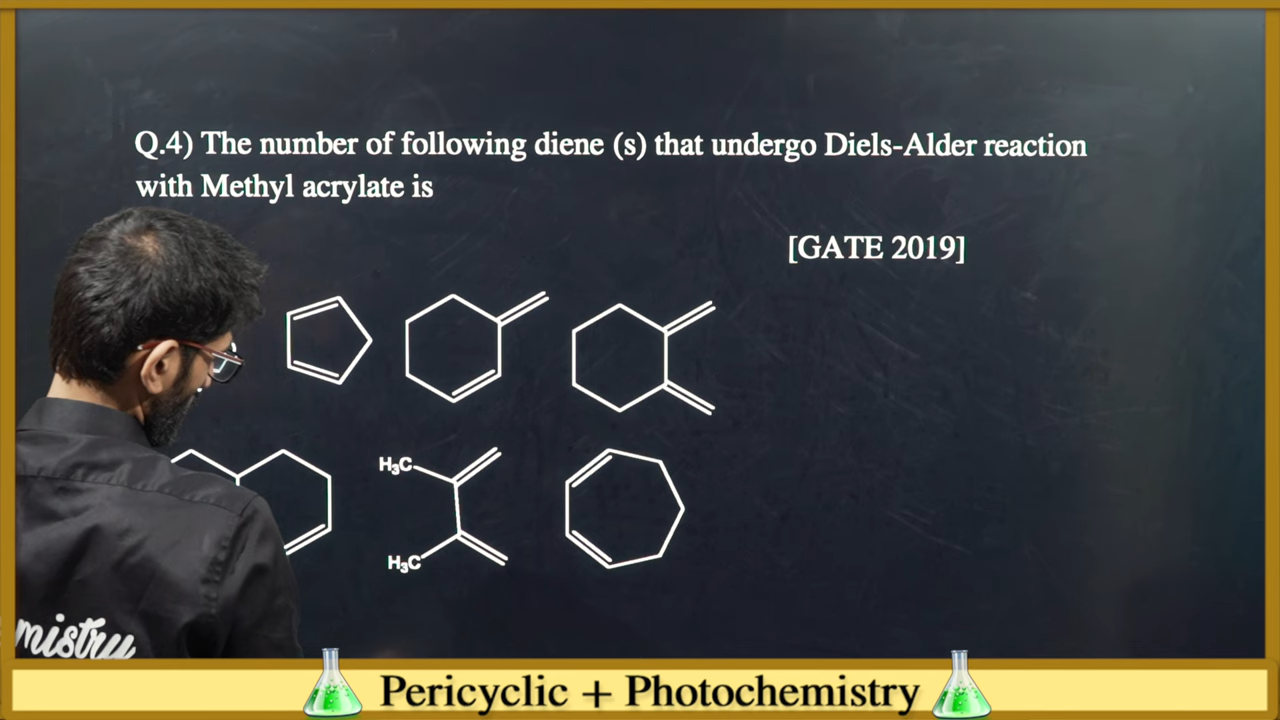 Q.4) The number of following diene (s) that undergo Diels-Alder reaction
with Methyl acrylate is
[GATE 2019]
H₃C
H₃C
mistry
Pericyclic + Photochemistry